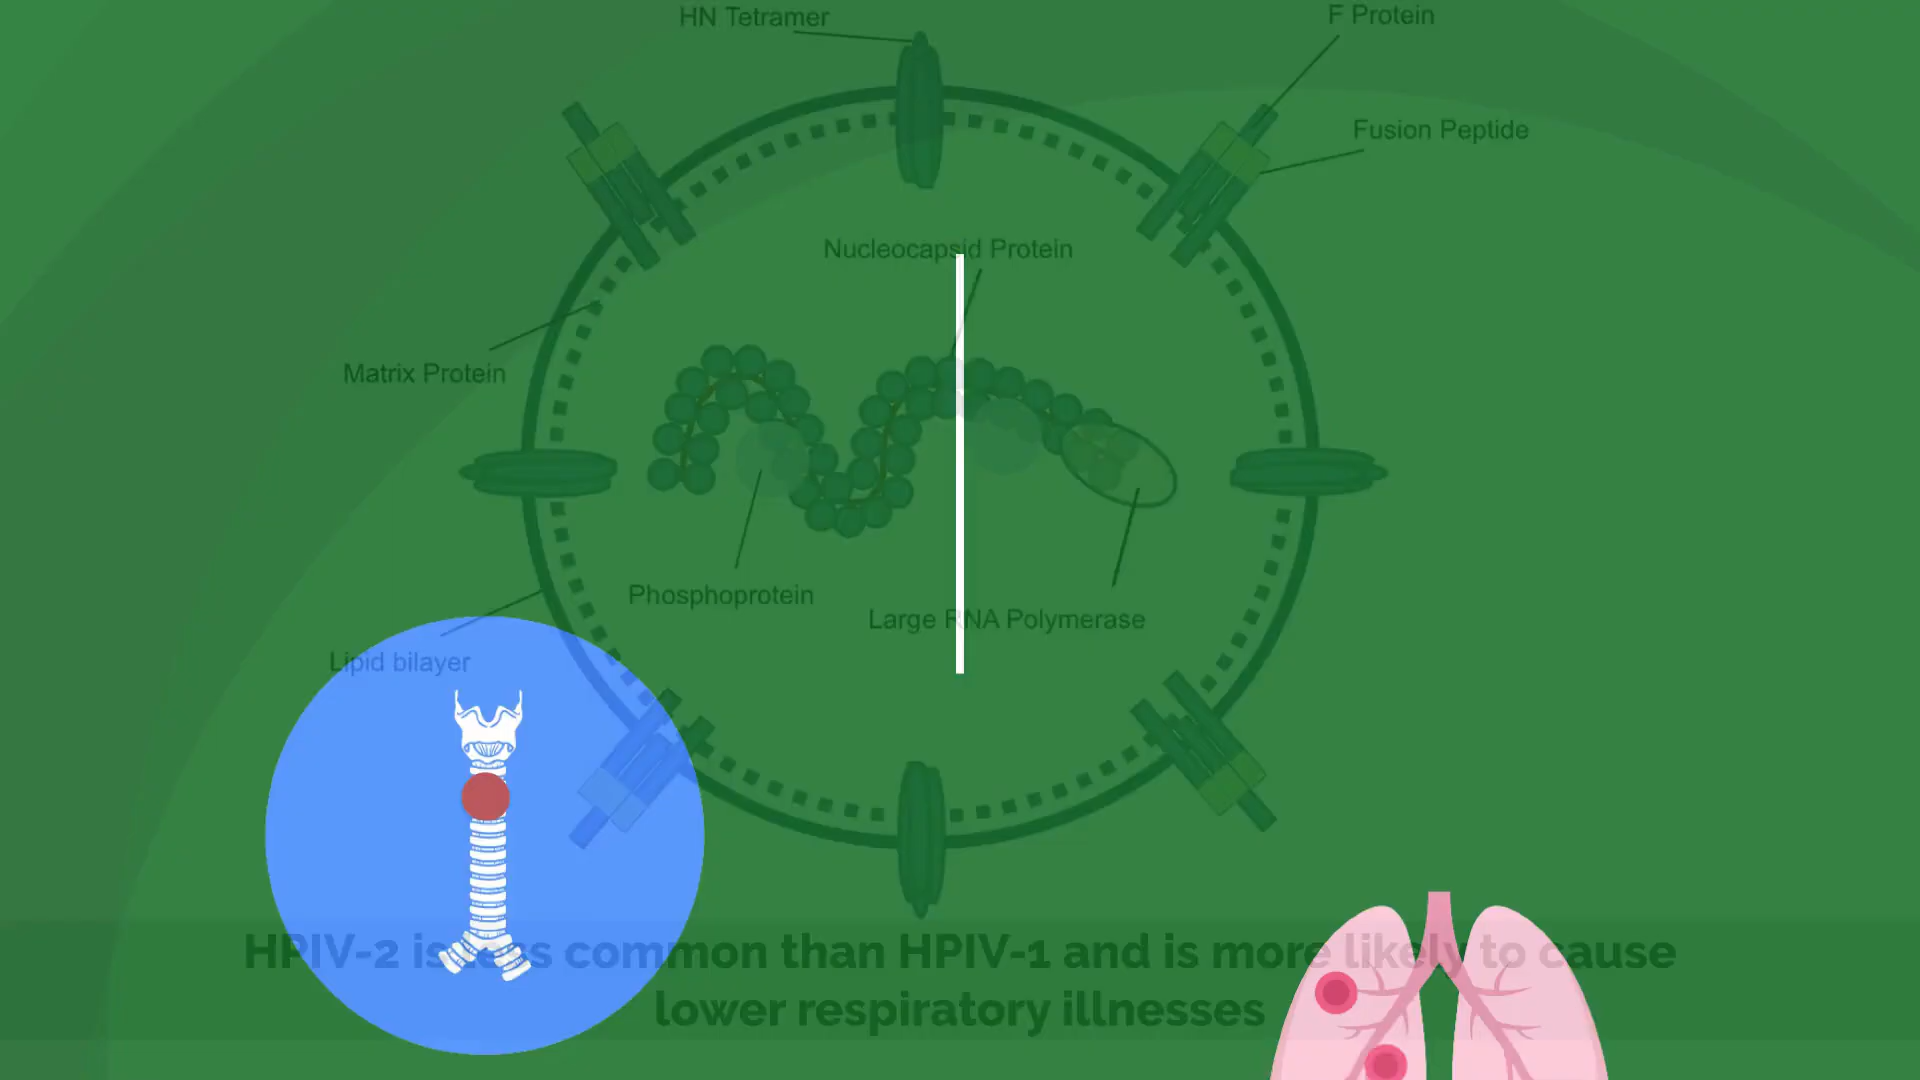 HN Tetramer
F Protein
Fusion Peptide
Nucleocapsid Protein
Matrix Protein
Phosphoprotein
Large RNA Polymerase
Lipid bilayer
HPIV-2 is less common than HPIV-1 and is more likely to cause
lower respiratory illnesses